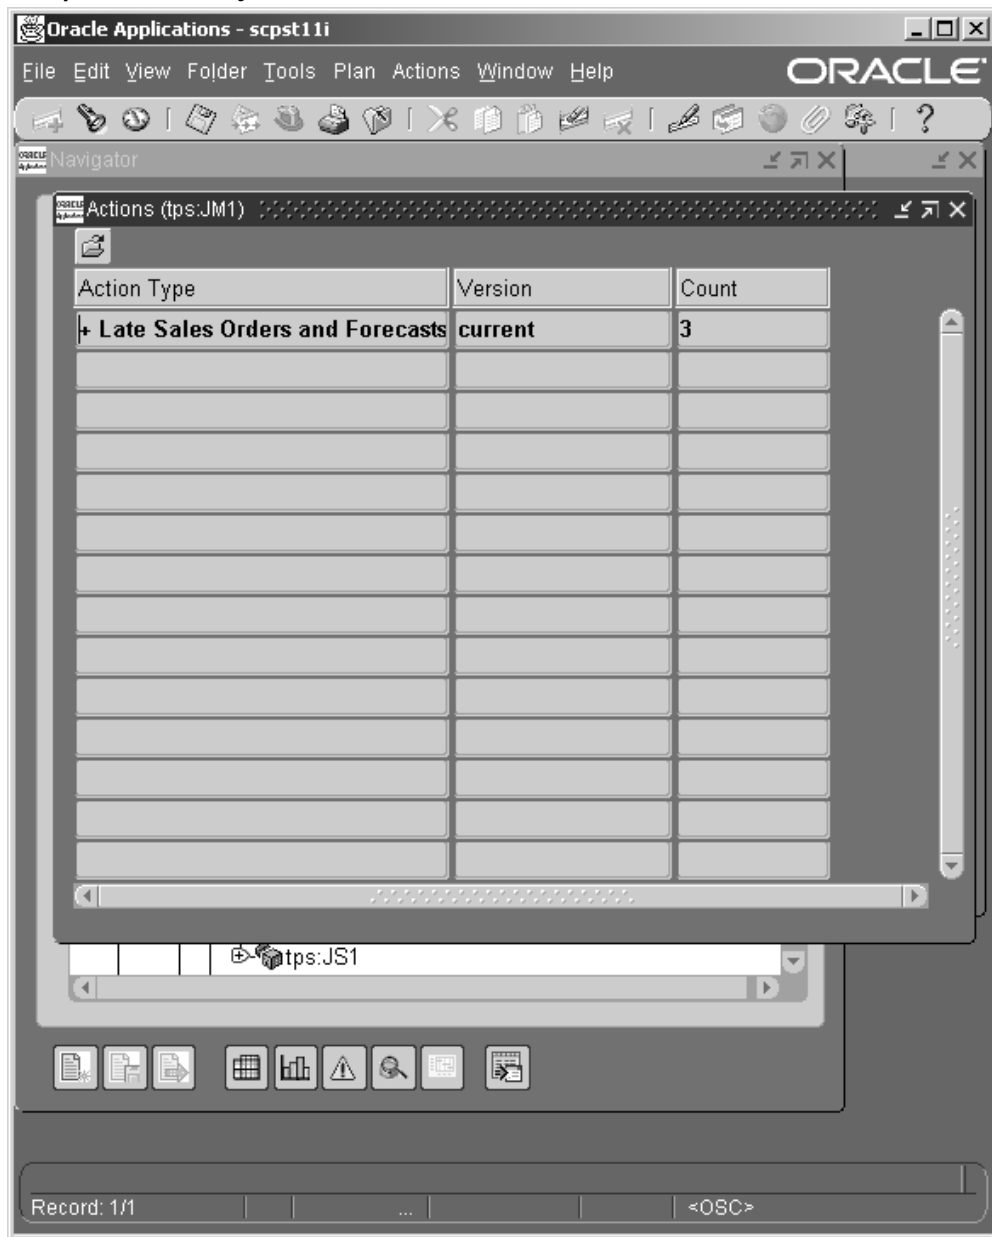 Oracle Applications - scpst11i
File Edit View Folder Tools Plan Actions Window Help
ORACLE
Navigator
Actions (tps:JM1)
Action Type Version Count
+ Late Sales Orders and Forecasts current 3
tps:JS1
Record: 1/1 ... <OSC>